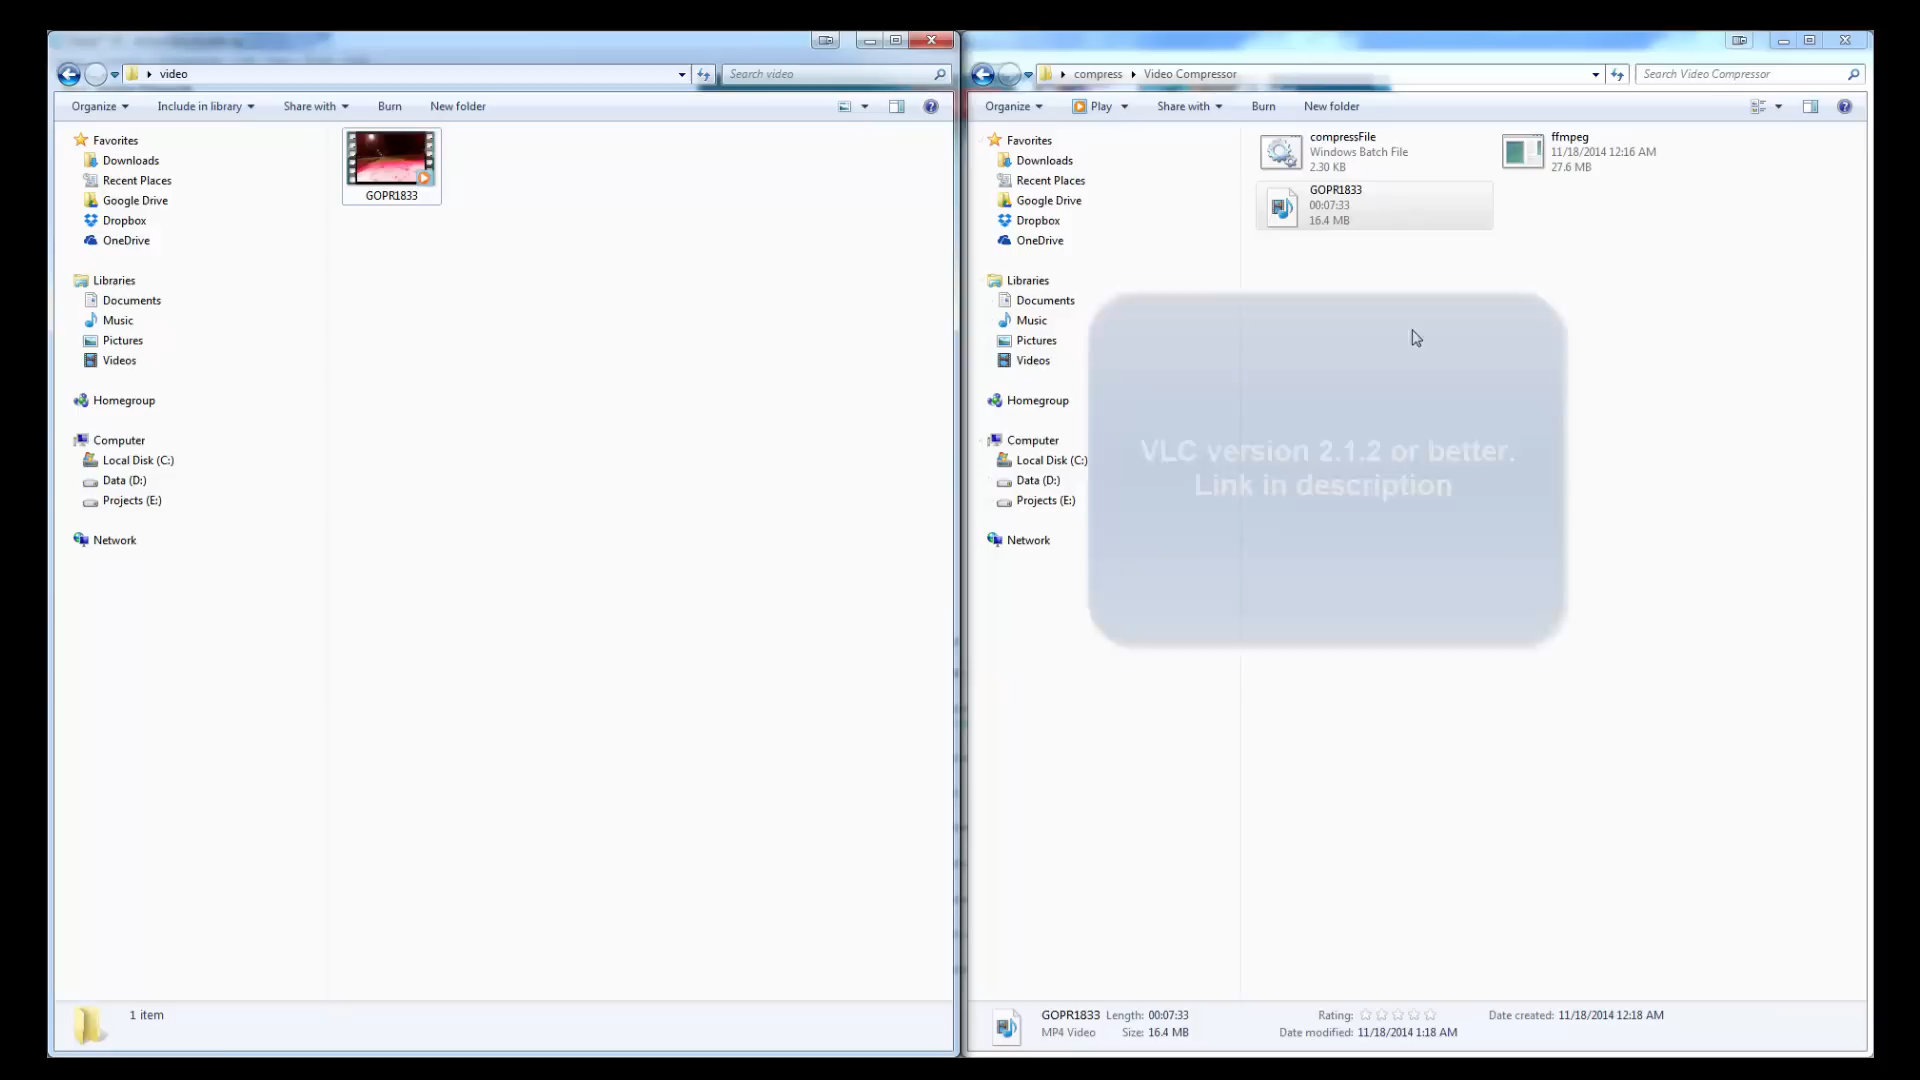 video
Search video
Organize
Include in library
Share with
Burn
New folder
Favorites
Downloads
Recent Places
Google Drive
Dropbox
OneDrive
Libraries
Documents
Music
Pictures
Videos
Homegroup
Computer
Local Disk (C:)
Data (D:)
Projects (E:)
Network
GOPR1833
1 item
compress
Video Compressor
Search Video Compressor
Organize
Play
Share with
Burn
New folder
Favorites
Downloads
Recent Places
Google Drive
Dropbox
OneDrive
Libraries
Documents
Music
Pictures
Videos
Homegroup
Computer
Local Disk (C:)
Data (D:)
Projects (E:)
Network
compressFile
Windows Batch File
2.30 KB
ffmpeg
11/18/2014 12:16 AM
27.6 MB
GOPR1833
00:07:33
16.4 MB
VLC version 2.1.2 or better.
Link in description
GOPR1833 Length: 00:07:33 Rating: Date created: 11/18/2014 12:18 AM
MP4 Video Size: 16.4 MB Date modified: 11/18/2014 1:18 AM